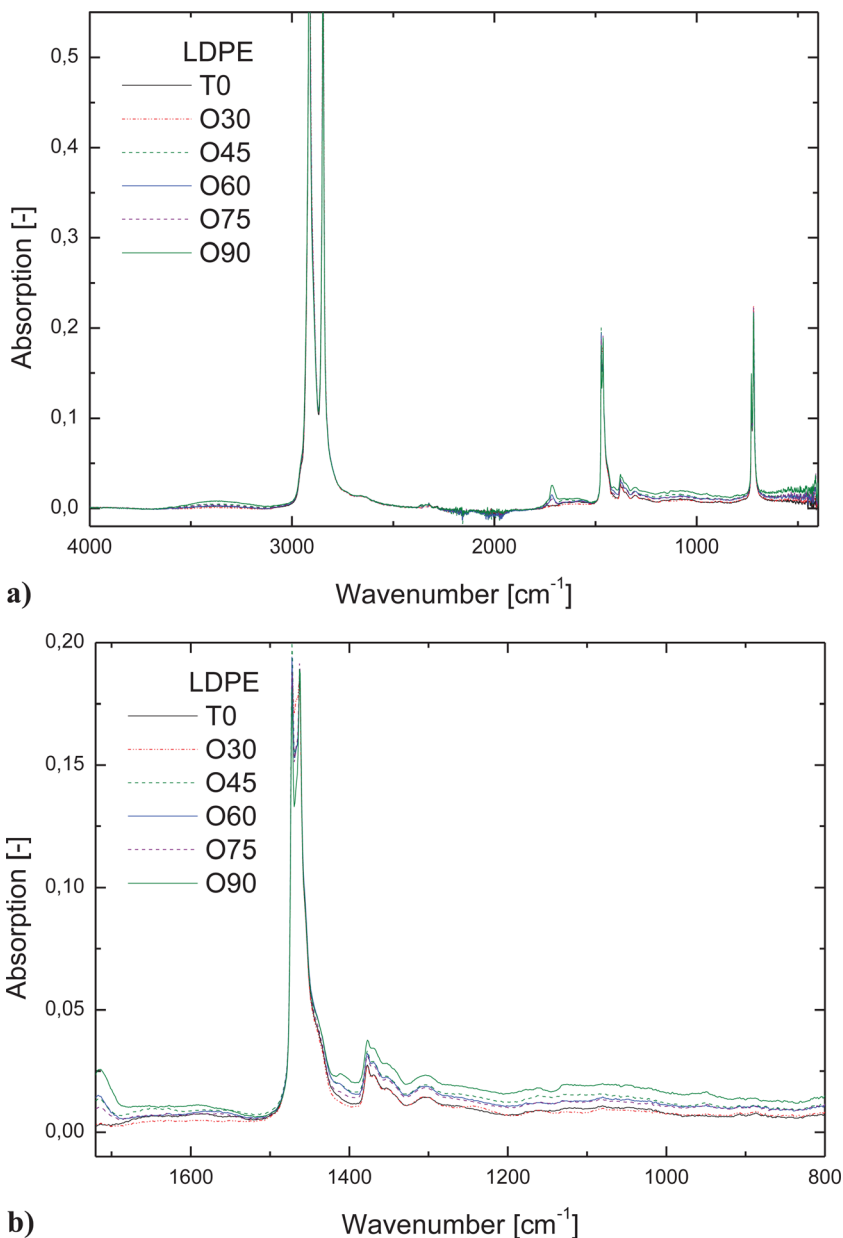 LDPE
T0
O30
O45
O60
O75
O90
0,5
0,4
0,3
0,2
0,1
0,0
Absorption [-]
4000 3000 2000 1000
Wavenumber [cm-1]
a)
0,20
LDPE
T0
O30
O45
O60
O75
O90
0,15
0,10
0,05
0,00
Absorption [-]
1600 1400 1200 1000 800
Wavenumber [cm-1]
b)